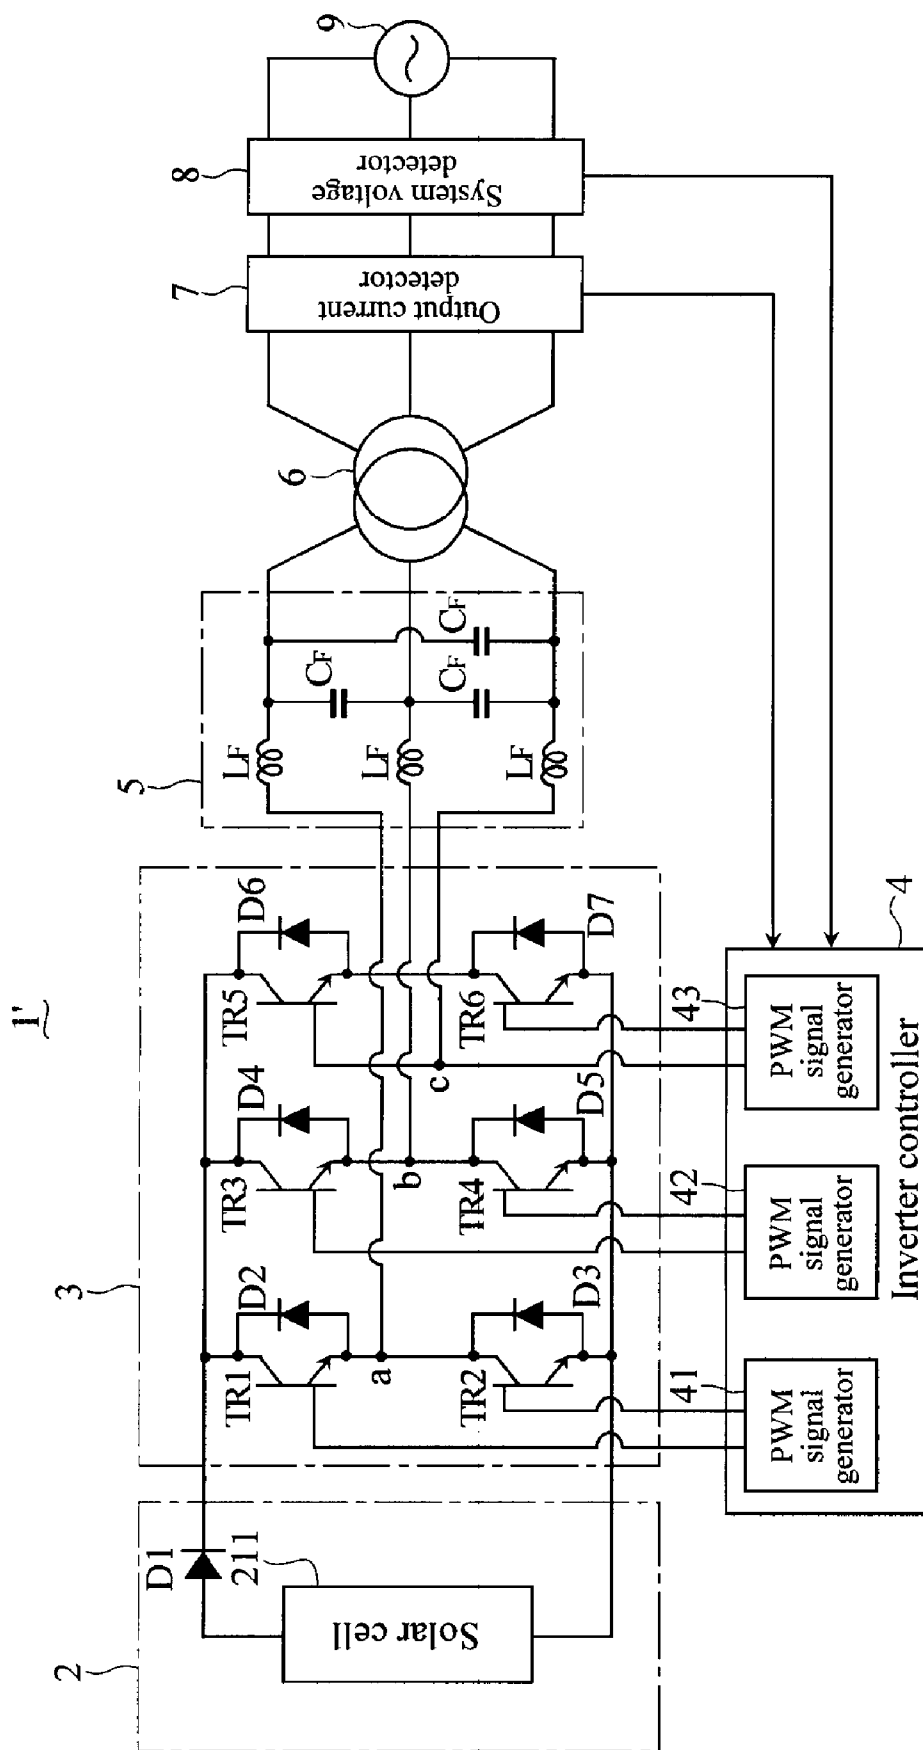 1'
2
D1
211
Solar cell
3
TR1
D2
TR3
D4
TR5
D6
a
b
c
TR2
D3
TR4
D5
TR6
D7
41
PWM
signal
generator
42
PWM
signal
generator
43
PWM
signal
generator
4
Inverter controller
5
LF
LF
LF
CF
CF
CF
6
7
Output current
detector
8
System voltage
detector
9